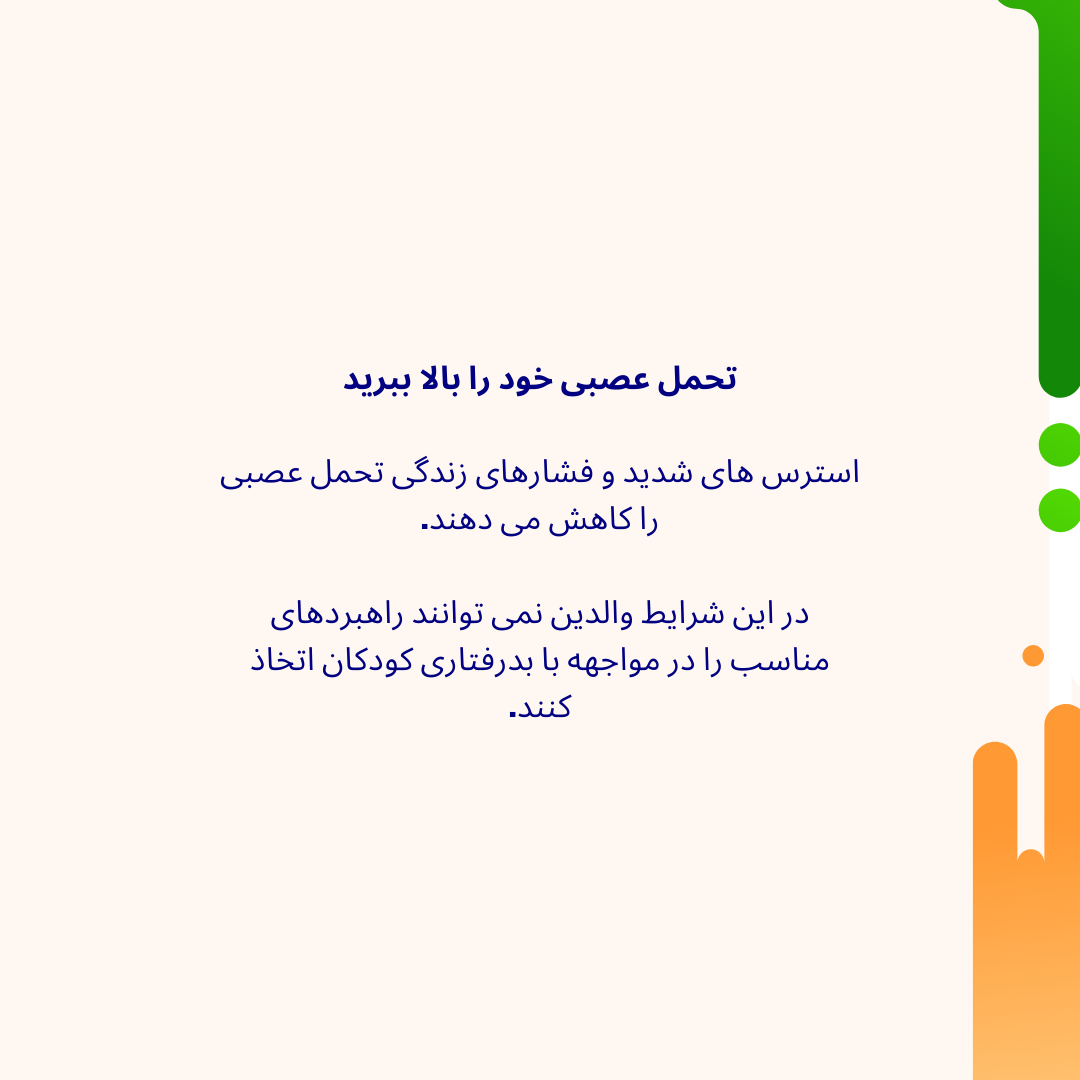 تحمل عصبی خود را بالا ببرید
استرس های شدید و فشارهای زندگی تحمل عصبی
را کاهش می دهند.
در این شرایط والدین نمی توانند راهبردهای
مناسب را در مواجهه با بدرفتاری کودکان اتخاذ
کنند.